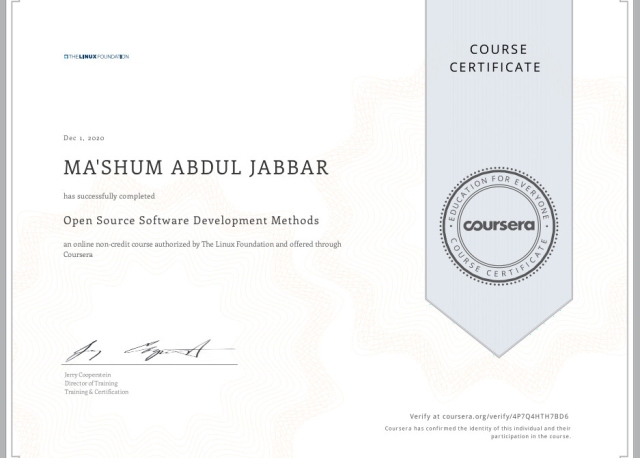 THE LINUX FOUNDATION
COURSE
CERTIFICATE
Dec 1, 2020
MA'SHUM ABDUL JABBAR
has successfully completed
Open Source Software Development Methods
an online non-credit course authorized by The Linux Foundation and offered through
Coursera
EDUCATION FOR EVERYONE
coursera
COURSE CERTIFICATE
Jerry Cooperstein
Director of Training
Training & Certification
Verify at coursera.org/verify/4P7Q4HTH7BD6
Coursera has confirmed the identity of this individual and their
participation in the course.